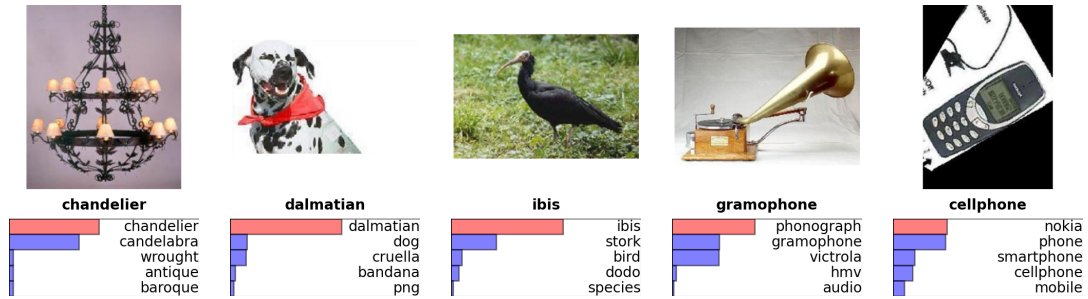 chandelier
chandelier
candelabra
wrought
antique
baroque
dalmatian
dalmatian
dog
cruella
bandana
png
ibis
ibis
stork
bird
dodo
species
gramophone
phonograph
gramophone
victrola
hmv
audio
cellphone
nokia
phone
smartphone
cellphone
mobile